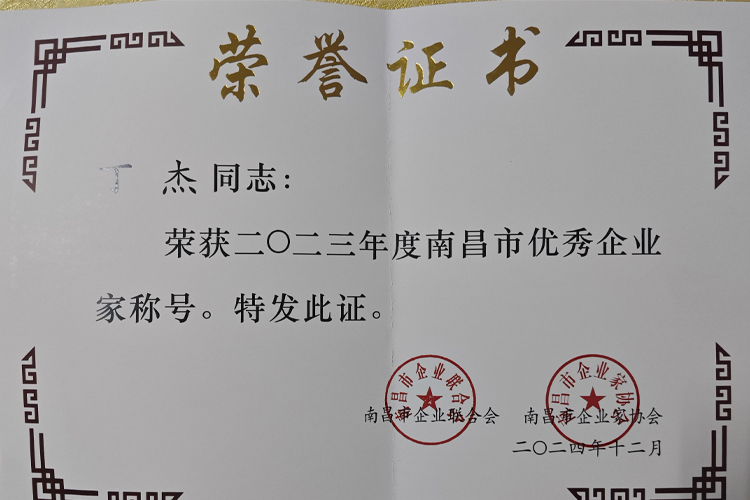 荣誉证书
丁 杰同志：
荣获二〇二三年度南昌市优秀企业
家称号。特发此证。
南昌市企业联合会 南昌市企业家协会
二〇二四年十二月